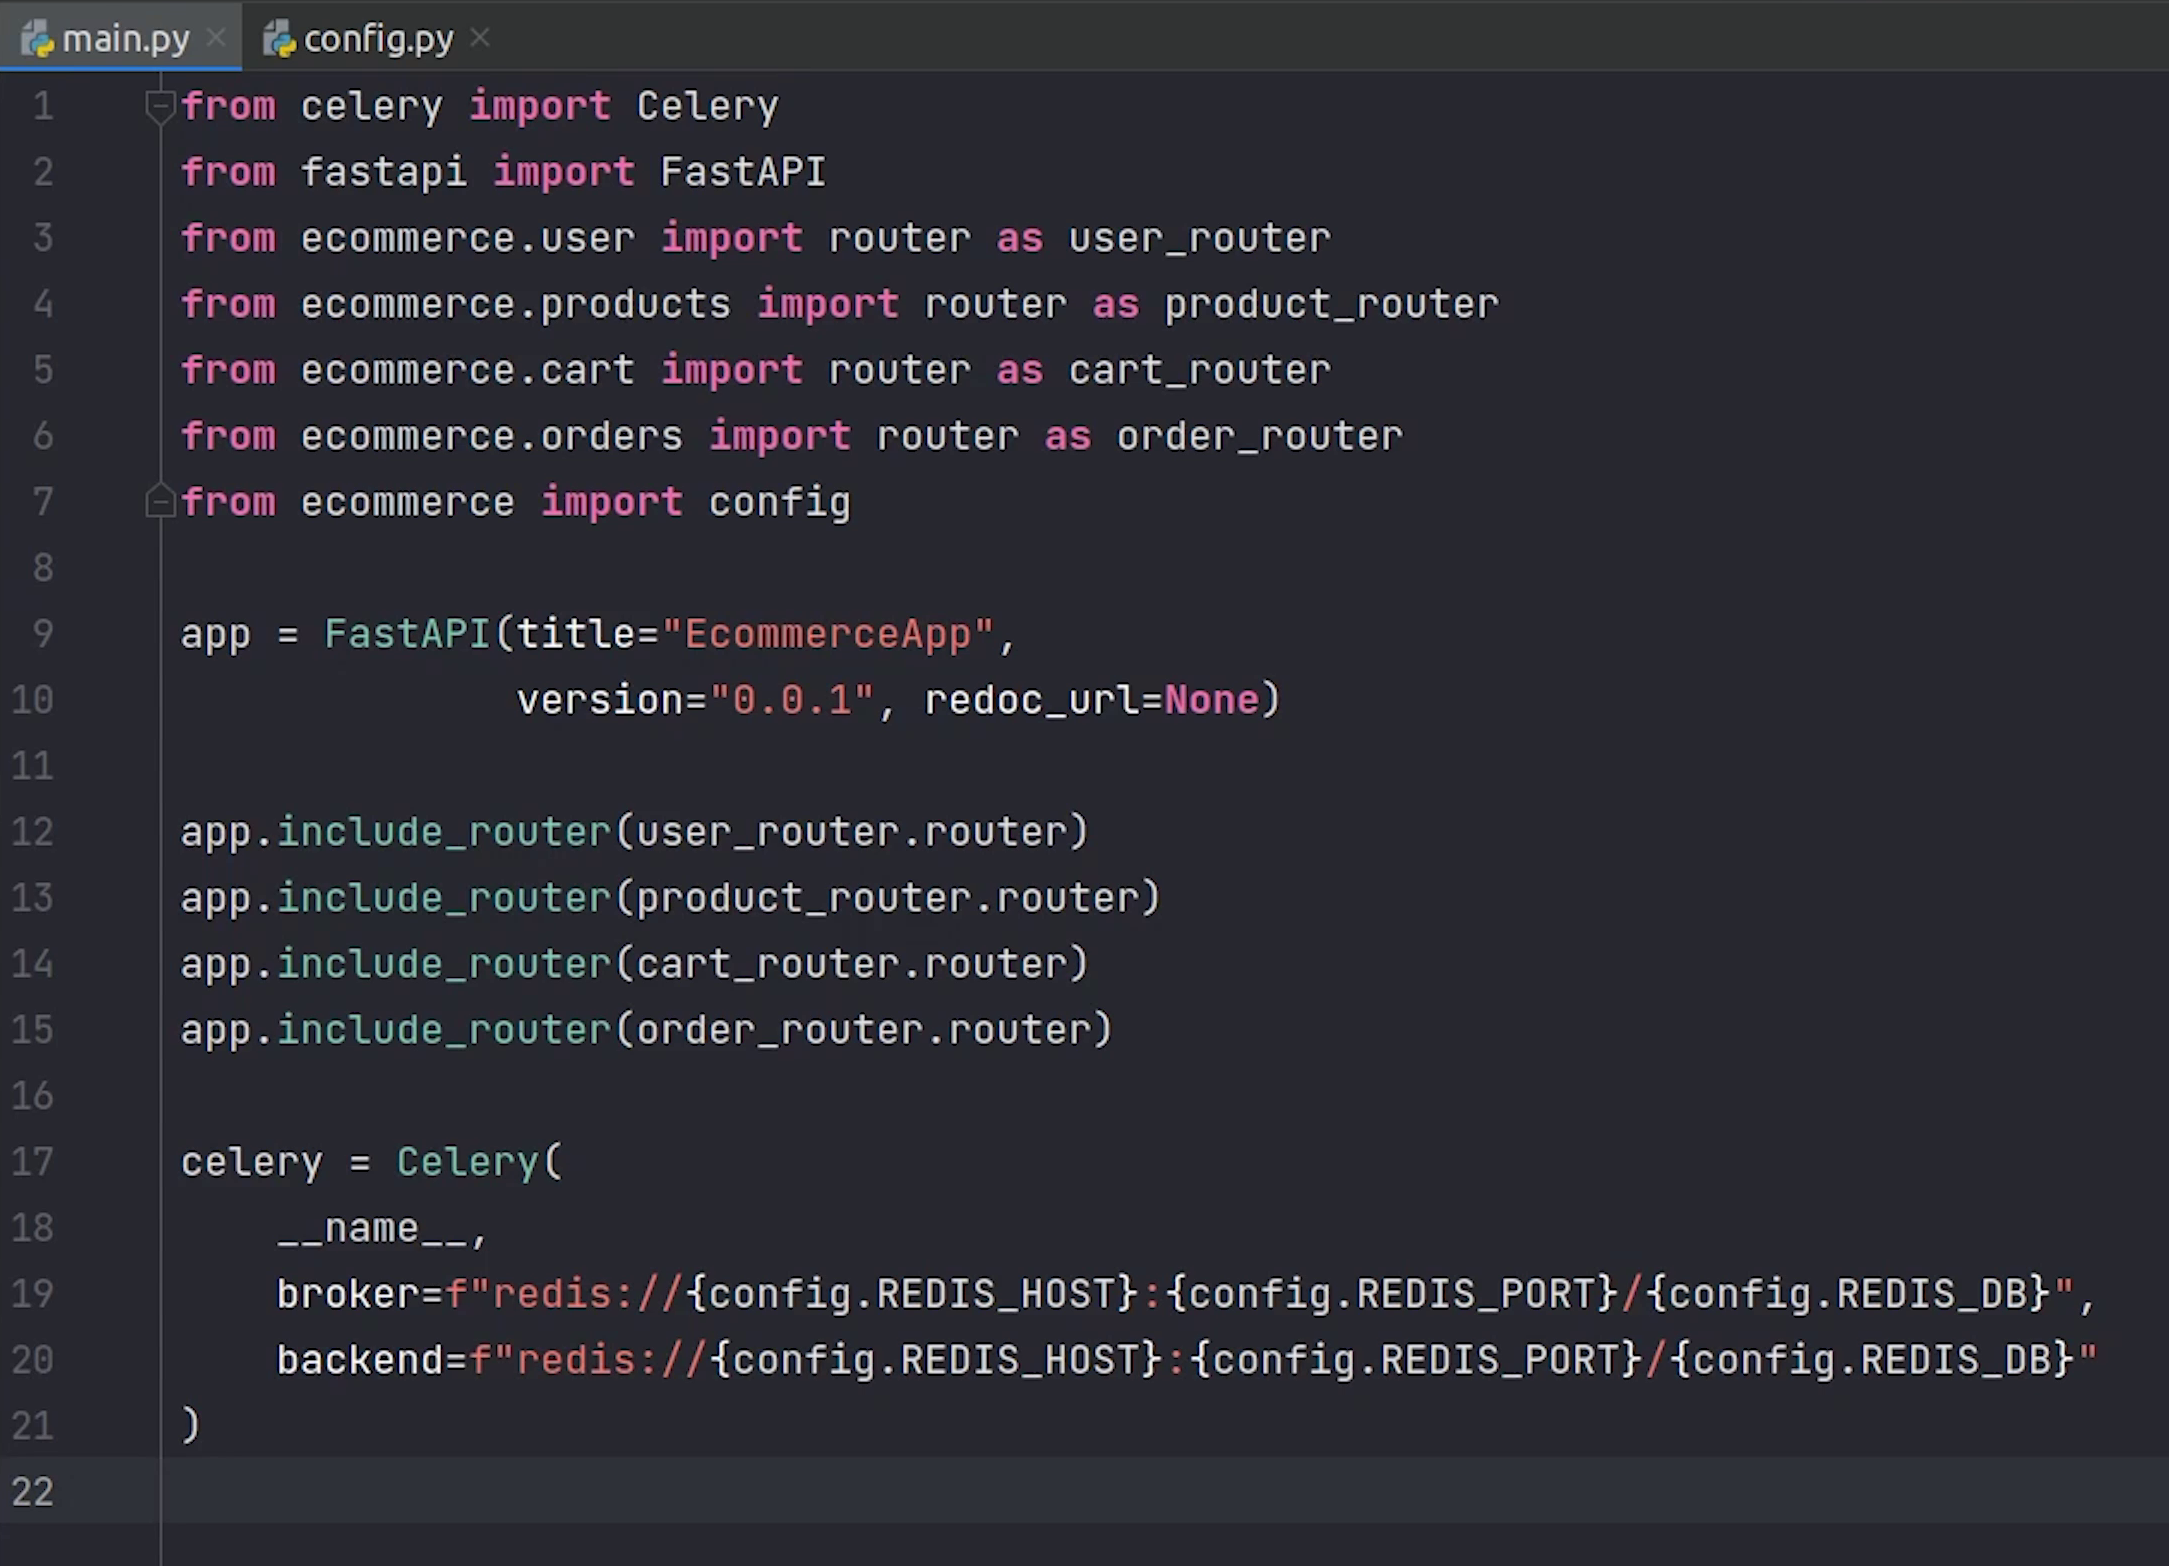 main.py config.py
1 from celery import Celery
2 from fastapi import FastAPI
3 from ecommerce.user import router as user_router
4 from ecommerce.products import router as product_router
5 from ecommerce.cart import router as cart_router
6 from ecommerce.orders import router as order_router
7 from ecommerce import config
8
9 app = FastAPI(title="EcommerceApp",
10               version="0.0.1", redoc_url=None)
11
12 app.include_router(user_router.router)
13 app.include_router(product_router.router)
14 app.include_router(cart_router.router)
15 app.include_router(order_router.router)
16
17 celery = Celery(
18     __name__,
19     broker=f"redis://{config.REDIS_HOST}:{config.REDIS_PORT}/{config.REDIS_DB}",
20     backend=f"redis://{config.REDIS_HOST}:{config.REDIS_PORT}/{config.REDIS_DB}"
21 )
22